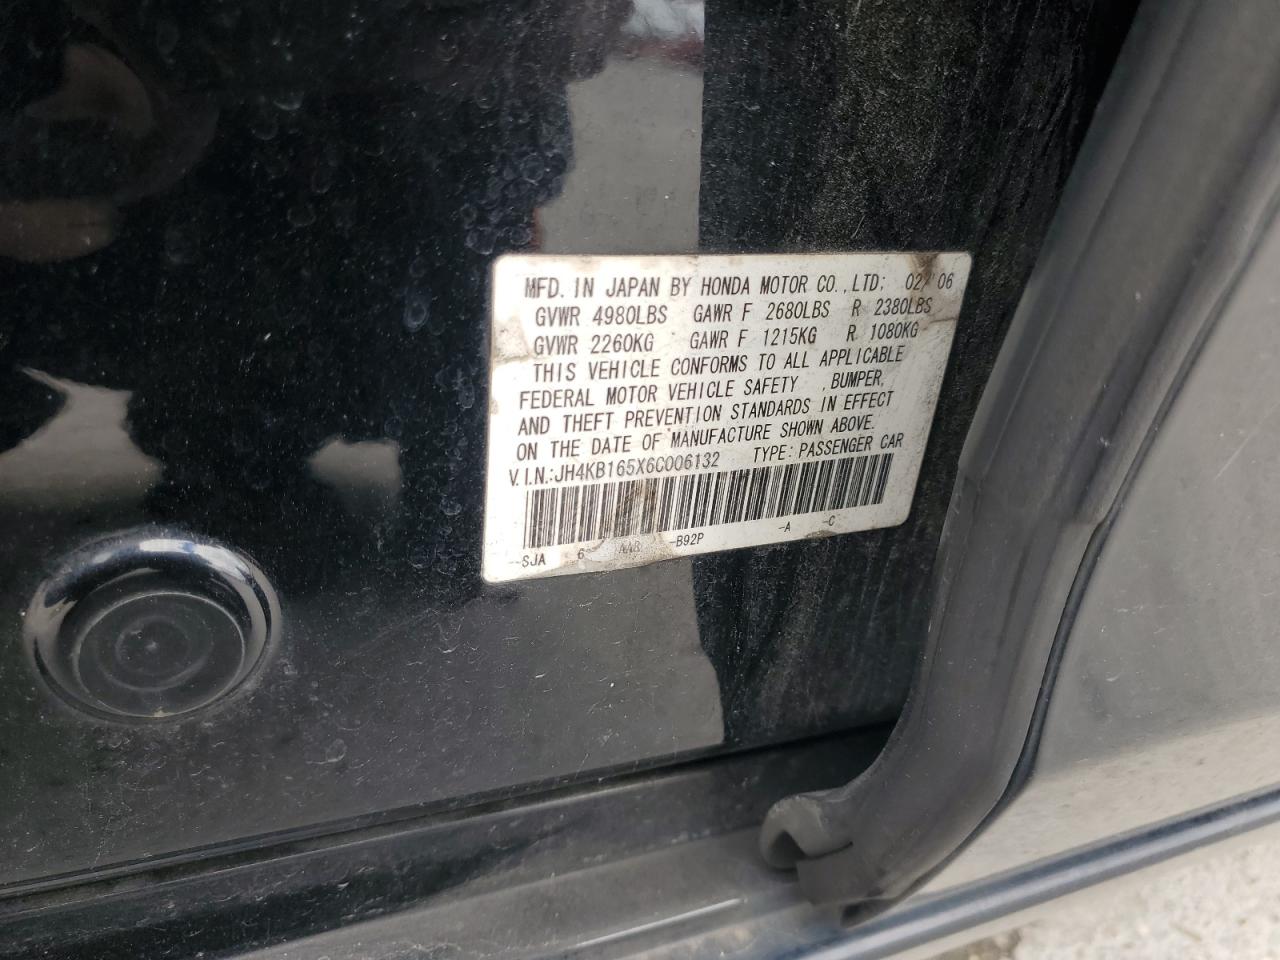 MFD. IN JAPAN BY HONDA MOTOR CO.,LTD; 02/'06
GVWR 4980LBS GAWR F 2680LBS R 2380LBS
GVWR 2260KG GAWR F 1215KG R 1080KG
THIS VEHICLE CONFORMS TO ALL APPLICABLE
FEDERAL MOTOR VEHICLE SAFETY , BUMPER,
AND THEFT PREVENTION STANDARDS IN EFFECT
ON THE DATE OF MANUFACTURE SHOWN ABOVE.
V.I.N.:JH4KB165X6C006132 TYPE: PASSENGER CAR
--SJA 6 -B92P -A -C